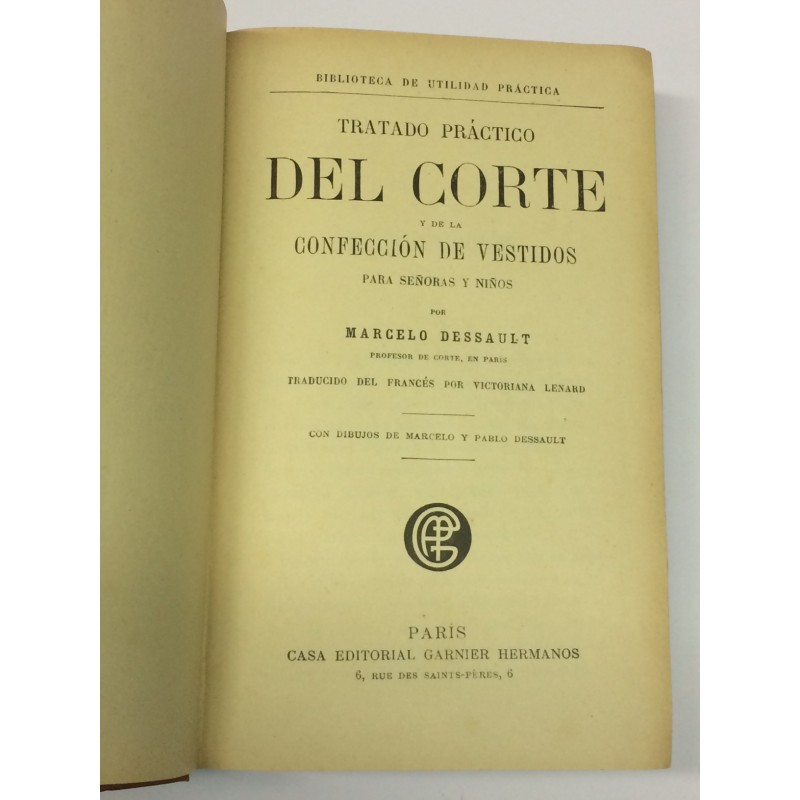 BIBLIOTECA DE UTILIDAD PRÁCTICA
TRATADO PRÁCTICO
DEL CORTE
Y DE LA
CONFECCIÓN DE VESTIDOS
PARA SEÑORAS Y NIÑOS
POR
MARCELO DESSAULT
PROFESOR DE CORTE, EN PARÍS
TRADUCIDO DEL FRANCÉS POR VICTORIANA LENARD
CON DIBUJOS DE MARCELO Y PABLO DESSAULT
PARÍS
CASA EDITORIAL GARNIER HERMANOS
6, RUE DES SAINTS-PÈRES, 6